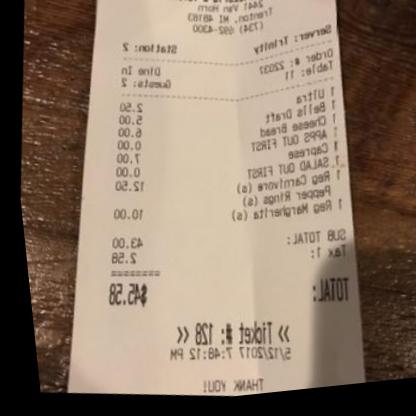 2441 Van Horn
Trenton, MI 48183
(734) 692-4300
Server: Trinity Station: 2
Order #: 22037 Dine In
Table: 11 Guests: 2
1 Ultra 2.50
1 Bells Draft 5.00
1 Cheese Bread 6.00
1 APPS OUT FIRST 0.00
1 Caprese 7.00
1 SALAD OUT FIRST 0.00
1 Reg Carnivore (s) 12.50
Pepper Rings (s)
1 Reg Margherita (s) 10.00
SUB TOTAL: 43.00
Tax 1: 2.58
========
TOTAL: $45.58
>> Ticket #: 128 <<
5/12/2017 7:48:12 PM
THANK YOU!